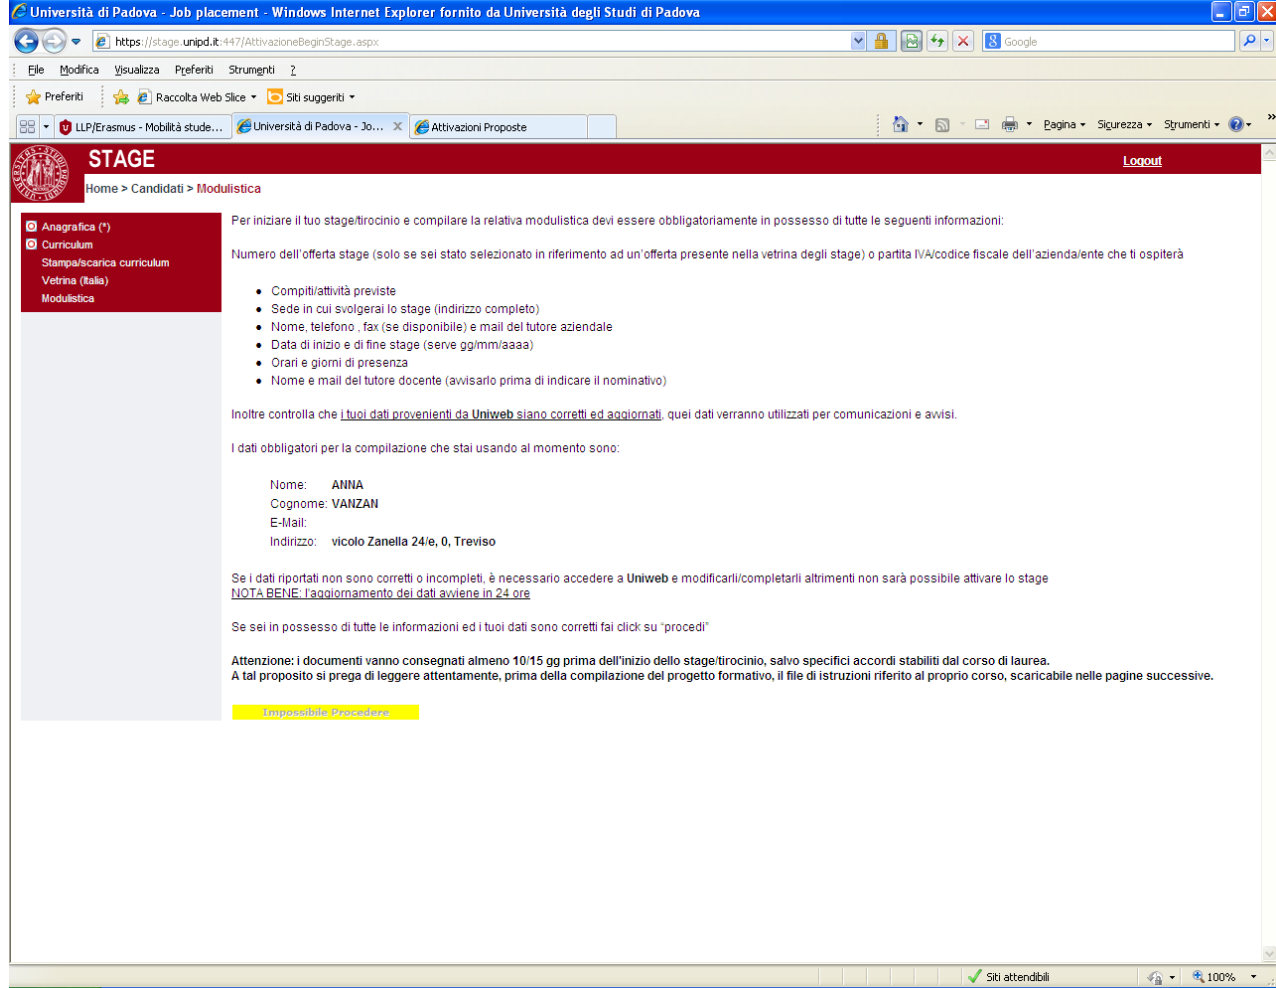 Università di Padova - Job placement - Windows Internet Explorer fornito da Università degli Studi di Padova
https://stage.unipd.it:447/AttivazioneBeginStage.aspx
Google
File Modifica Visualizza Preferiti Strumenti ?
Preferiti Raccolta Web Slice Siti suggeriti
LLP/Erasmus - Mobilità stude... Università di Padova - Jo... X Attivazioni Proposte Pagina Sicurezza Strumenti »
STAGE
Logout
Home > Candidati > Modulistica
Anagrafica (*)
Curriculum
Stampa/scarica curriculum
Vetrina (Italia)
Modulistica
Per iniziare il tuo stage/tirocinio e compilare la relativa modulistica devi essere obbligatoriamente in possesso di tutte le seguenti informazioni:
Numero dell'offerta stage (solo se sei stato selezionato in riferimento ad un'offerta presente nella vetrina degli stage) o partita IVA/codice fiscale dell'azienda/ente che ti ospiterà
• Compiti/attività previste
• Sede in cui svolgerai lo stage (indirizzo completo)
• Nome, telefono , fax (se disponibile) e mail del tutore aziendale
• Data di inizio e di fine stage (serve gg/mm/aaaa)
• Orari e giorni di presenza
• Nome e mail del tutore docente (avvisarlo prima di indicare il nominativo)
Inoltre controlla che i tuoi dati provenienti da Uniweb siano corretti ed aggiornati, quei dati verranno utilizzati per comunicazioni e avvisi.
I dati obbligatori per la compilazione che stai usando al momento sono:
Nome: ANNA
Cognome: VANZAN
E-Mail:
Indirizzo: vicolo Zanella 24/e, 0, Treviso
Se i dati riportati non sono corretti o incompleti, è necessario accedere a Uniweb e modificarli/completarli altrimenti non sarà possibile attivare lo stage
NOTA BENE: l'aggiornamento dei dati avviene in 24 ore
Se sei in possesso di tutte le informazioni ed i tuoi dati sono corretti fai click su "procedi"
Attenzione: i documenti vanno consegnati almeno 10/15 gg prima dell'inizio dello stage/tirocinio, salvo specifici accordi stabiliti dal corso di laurea.
A tal proposito si prega di leggere attentamente, prima della compilazione del progetto formativo, il file di istruzioni riferito al proprio corso, scaricabile nelle pagine successive.
Impossibile Procedere
Siti attendibili 100%